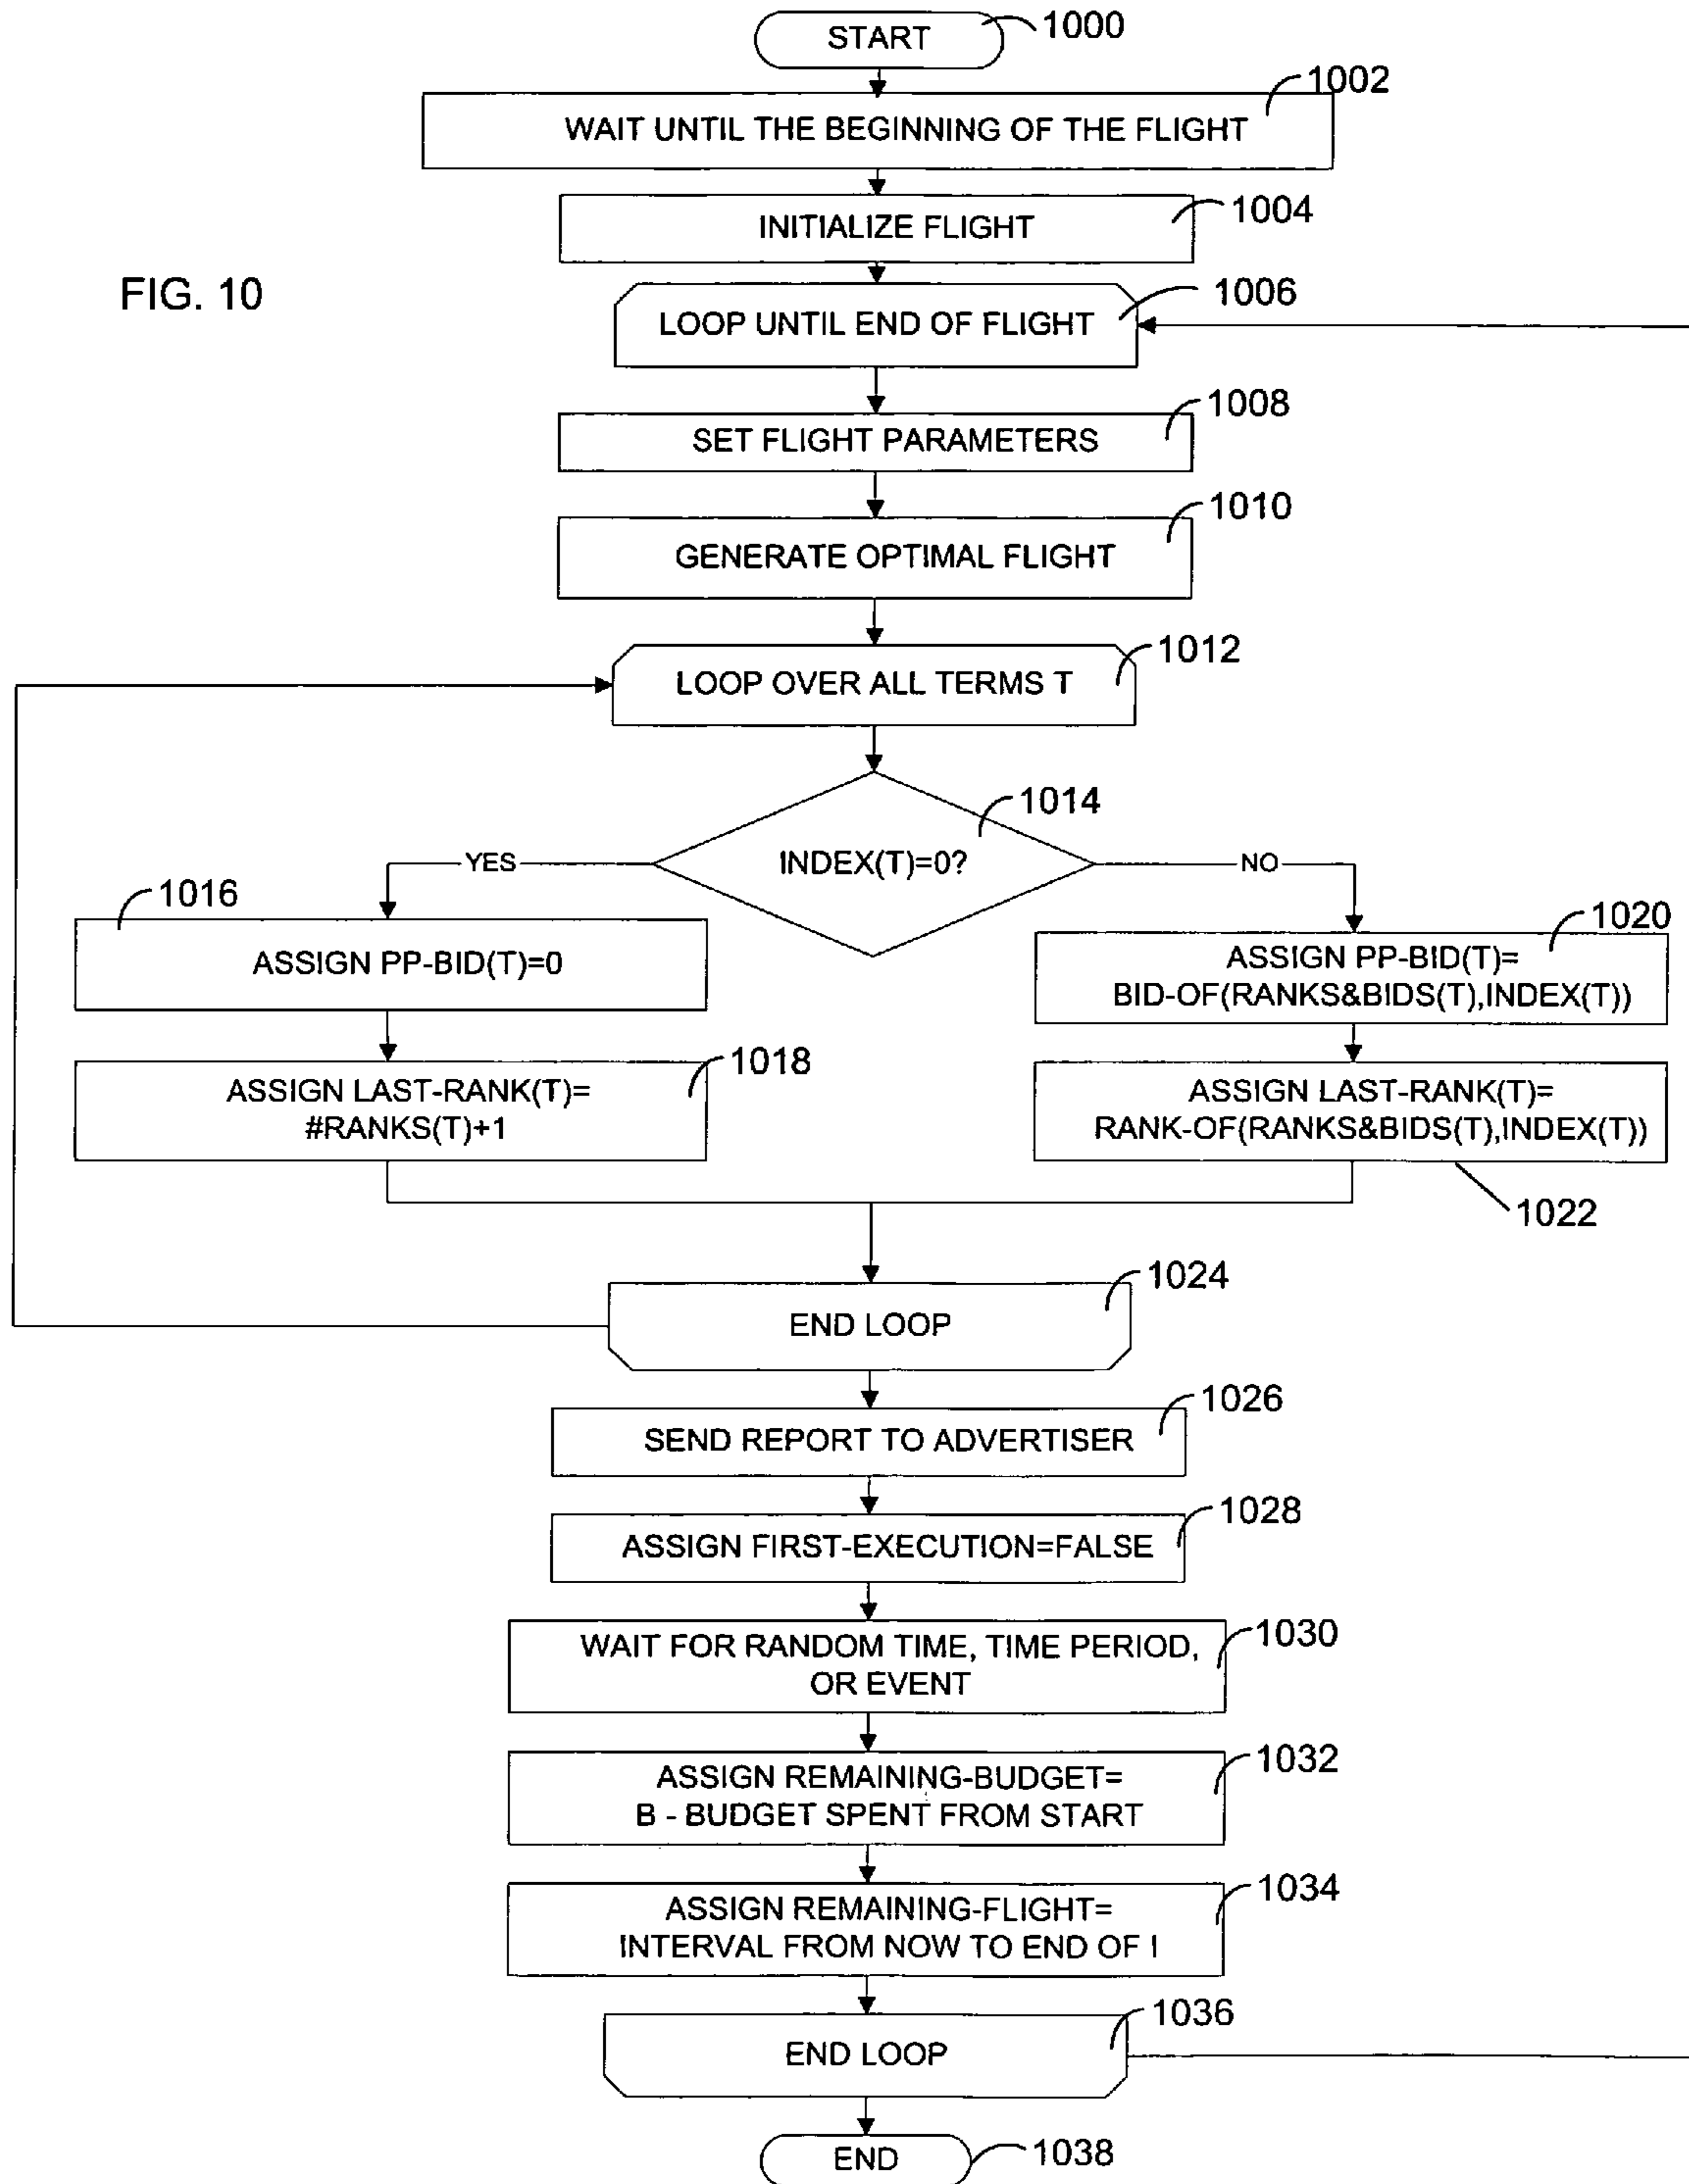 START
1000
WAIT UNTIL THE BEGINNING OF THE FLIGHT
1002
INITIALIZE FLIGHT
1004
FIG. 10
LOOP UNTIL END OF FLIGHT
1006
SET FLIGHT PARAMETERS
1008
GENERATE OPTIMAL FLIGHT
1010
LOOP OVER ALL TERMS T
1012
INDEX(T)=0?
1014
YES
NO
1016
ASSIGN PP-BID(T)=0
1018
ASSIGN LAST-RANK(T)=
#RANKS(T)+1
1020
ASSIGN PP-BID(T)=
BID-OF(RANKS&BIDS(T),INDEX(T))
ASSIGN LAST-RANK(T)=
RANK-OF(RANKS&BIDS(T),INDEX(T))
1022
END LOOP
1024
SEND REPORT TO ADVERTISER
1026
ASSIGN FIRST-EXECUTION=FALSE
1028
WAIT FOR RANDOM TIME, TIME PERIOD,
OR EVENT
1030
ASSIGN REMAINING-BUDGET=
B - BUDGET SPENT FROM START
1032
ASSIGN REMAINING-FLIGHT=
INTERVAL FROM NOW TO END OF I
1034
END LOOP
1036
END
1038